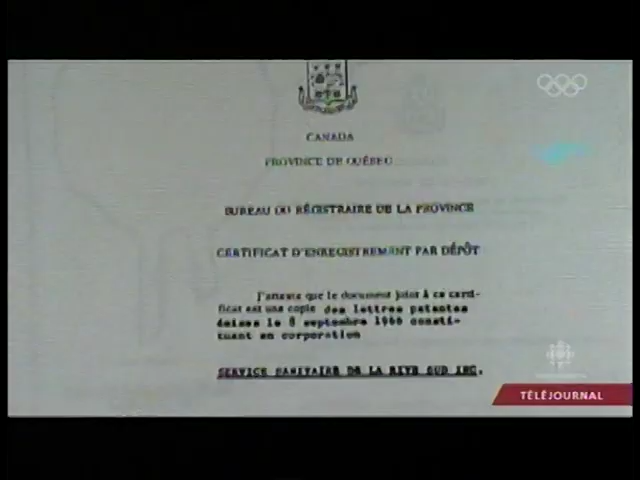 CANADA
PROVINCE DE QUÉBEC
BUREAU DU RÉGISTRAIRE DE LA PROVINCE
CERTIFICAT D'ENREGISTREMENT PAR DÉPÔT
J'atteste que le document joint à ce certi-
ficat est une copie des lettres patentes
émises le 8 septembre 1966 consti-
tuant en corporation
SERVICE SANITAIRE DE LA RIVE SUD INC.
TÉLÉJOURNAL